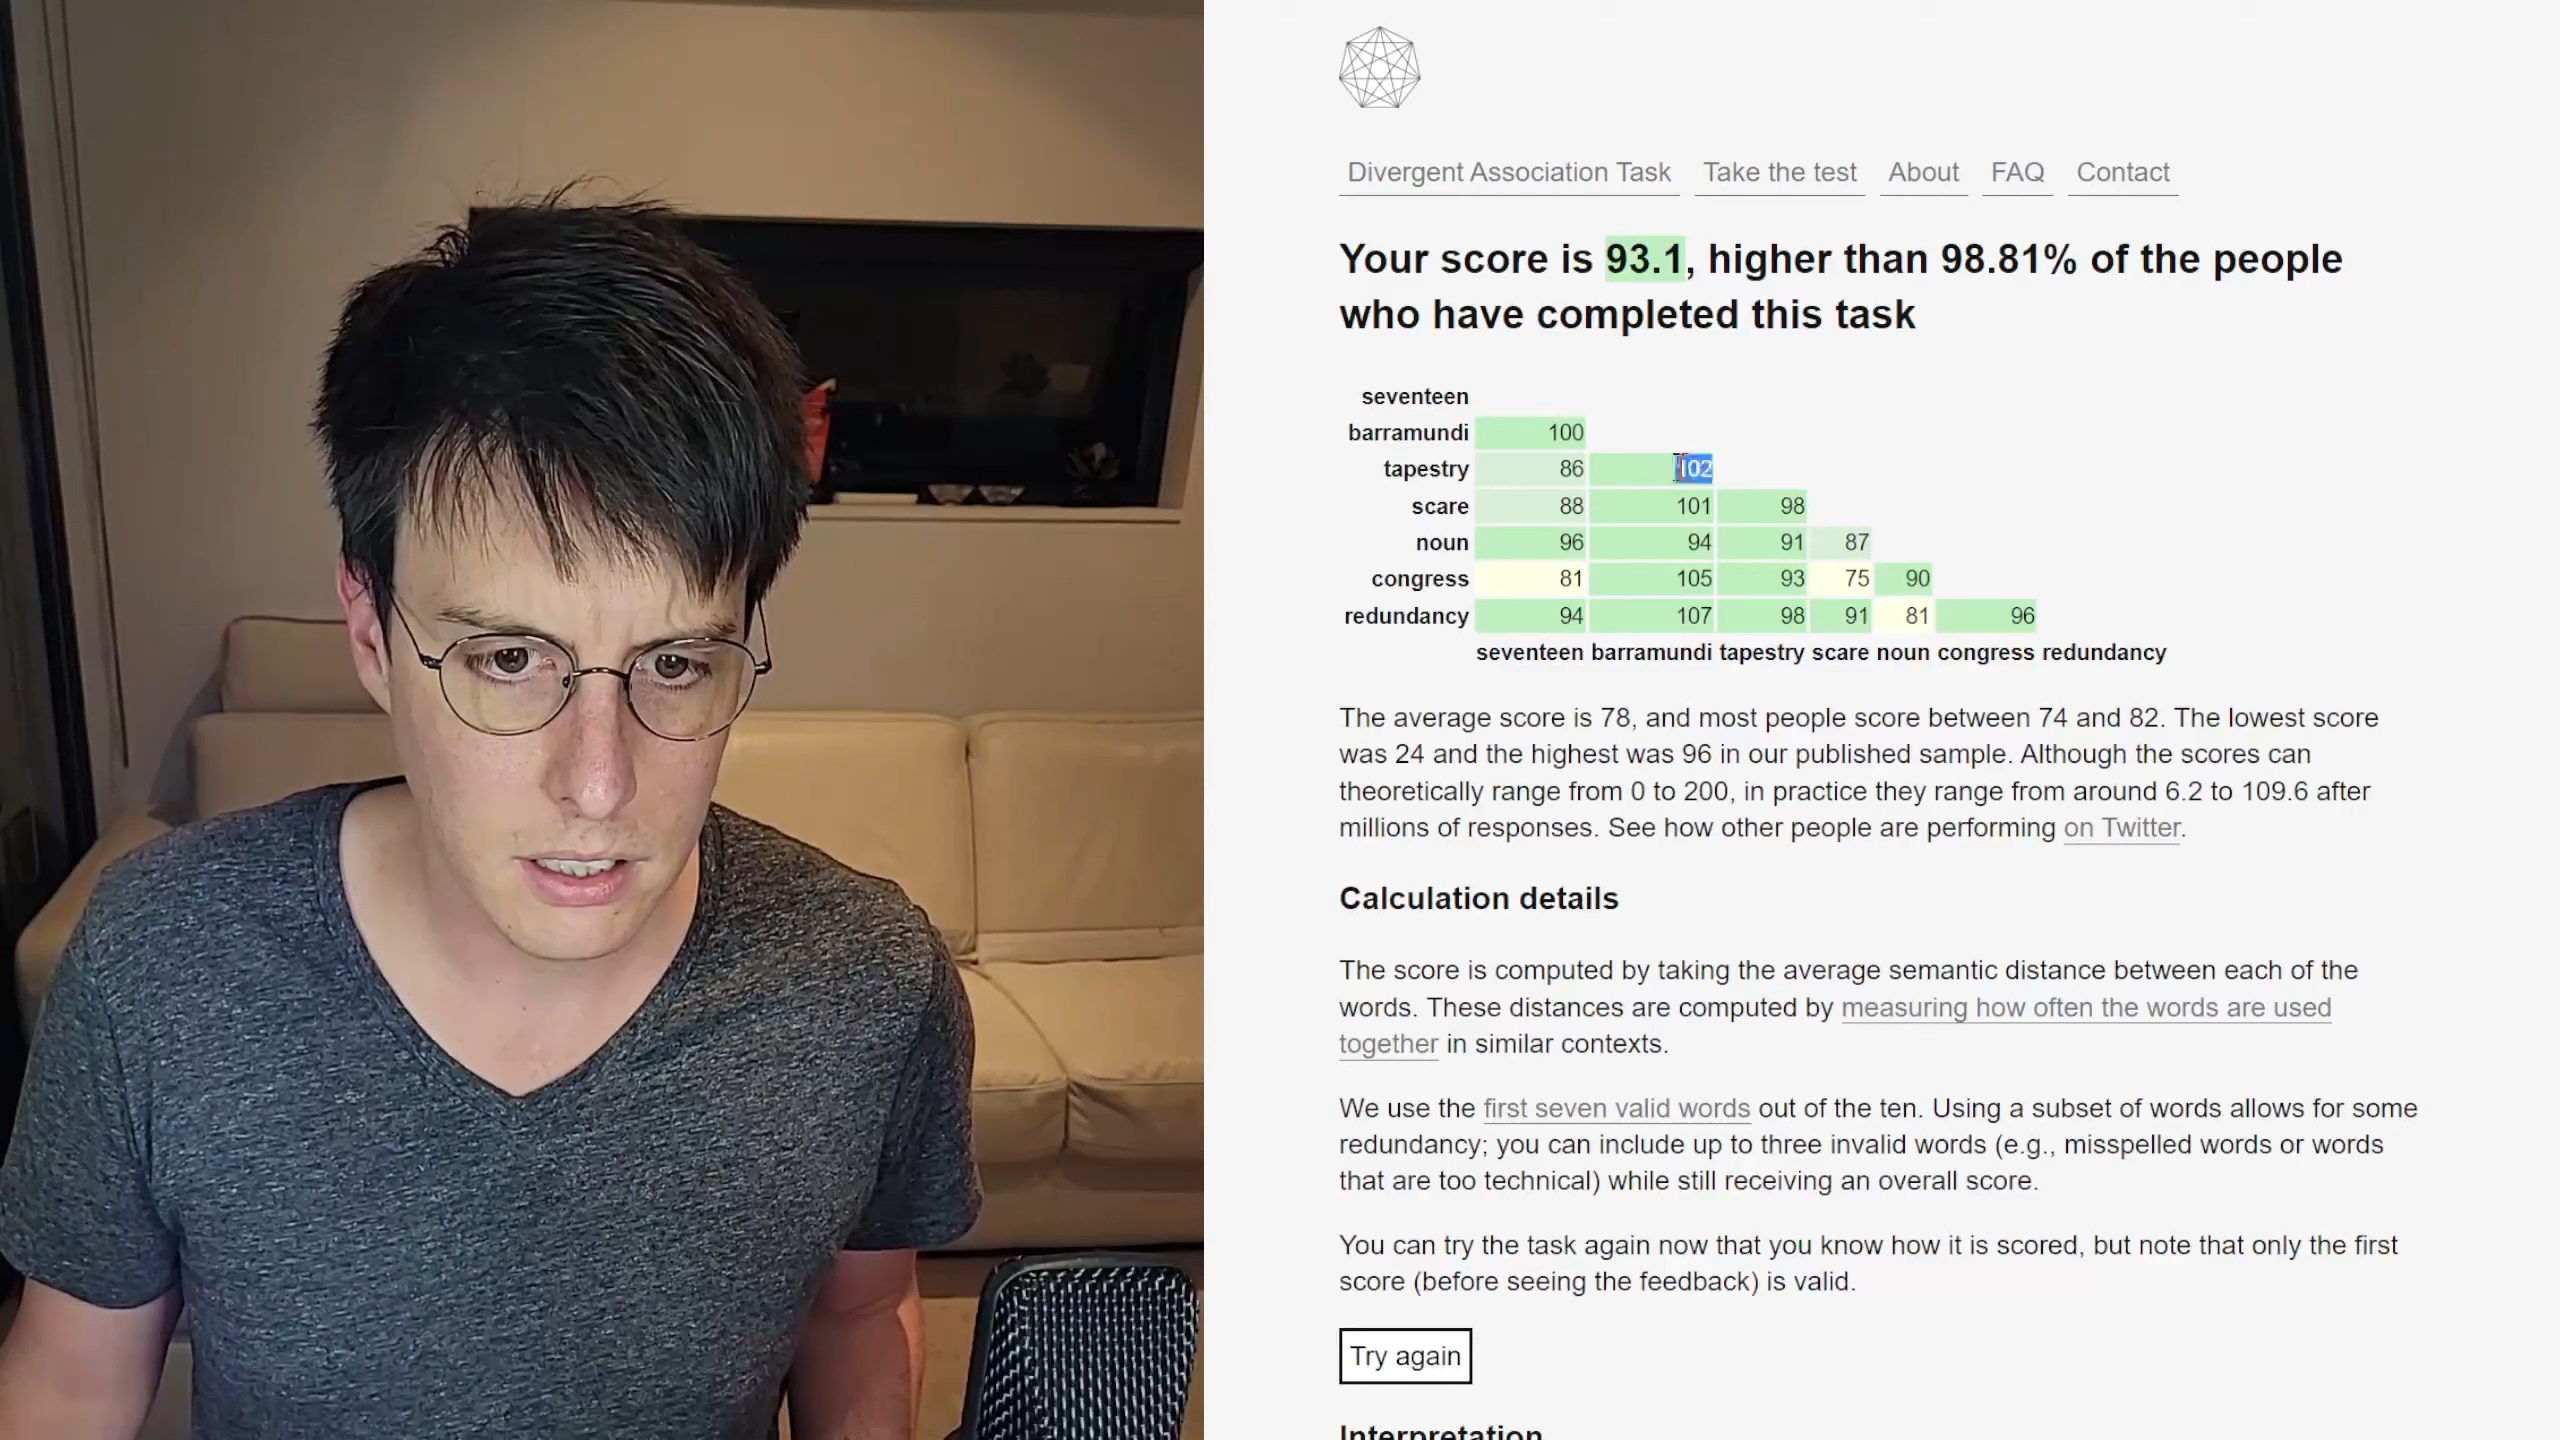 Divergent Association Task Take the test About FAQ Contact
Your score is 93.1, higher than 98.81% of the people
who have completed this task
seventeen
barramundi 100
tapestry 86 102
scare 88 101 98
noun 96 94 91 87
congress 81 105 93 75 90
redundancy 94 107 98 91 81 96
seventeen barramundi tapestry scare noun congress redundancy
The average score is 78, and most people score between 74 and 82. The lowest score
was 24 and the highest was 96 in our published sample. Although the scores can
theoretically range from 0 to 200, in practice they range from around 6.2 to 109.6 after
millions of responses. See how other people are performing on Twitter.
Calculation details
The score is computed by taking the average semantic distance between each of the
words. These distances are computed by measuring how often the words are used
together in similar contexts.
We use the first seven valid words out of the ten. Using a subset of words allows for some
redundancy; you can include up to three invalid words (e.g., misspelled words or words
that are too technical) while still receiving an overall score.
You can try the task again now that you know how it is scored, but note that only the first
score (before seeing the feedback) is valid.
Try again
Interpretation